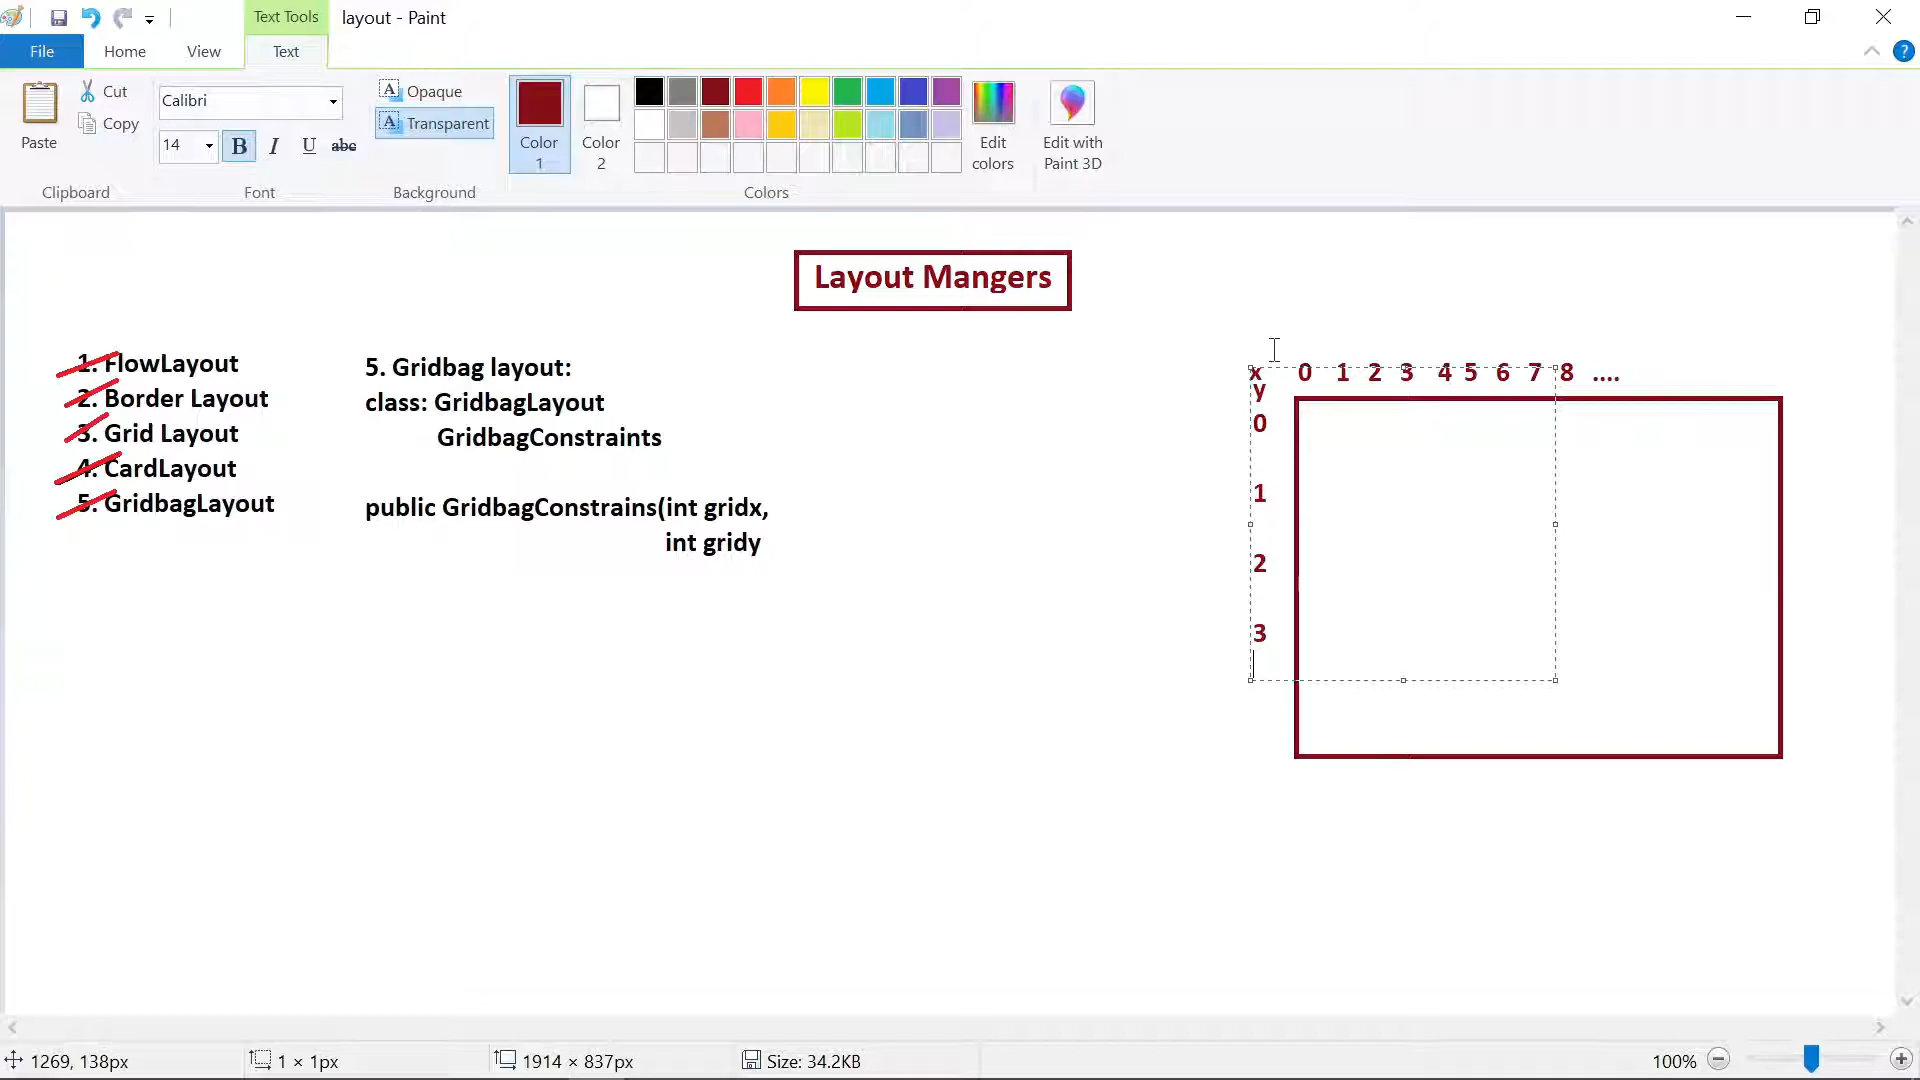 Text Tools
layout - Paint
File
Home
View
Text
?
Paste
Cut
Copy
Calibri
14
B
I
U
abc
A Opaque
A Transparent
Color 1
Color 2
Edit colors
Edit with Paint 3D
Clipboard
Font
Background
Colors
Layout Mangers
1. FlowLayout
2. Border Layout
3. Grid Layout
4. CardLayout
5. GridbagLayout
5. Gridbag layout:
class: GridbagLayout
GridbagConstraints
public GridbagConstrains(int gridx,
int gridy
x 0 1 2 3 4 5 6 7 8 ....
y
0
1
2
3
1269, 138px
1 × 1px
1914 × 837px
Size: 34.2KB
100%